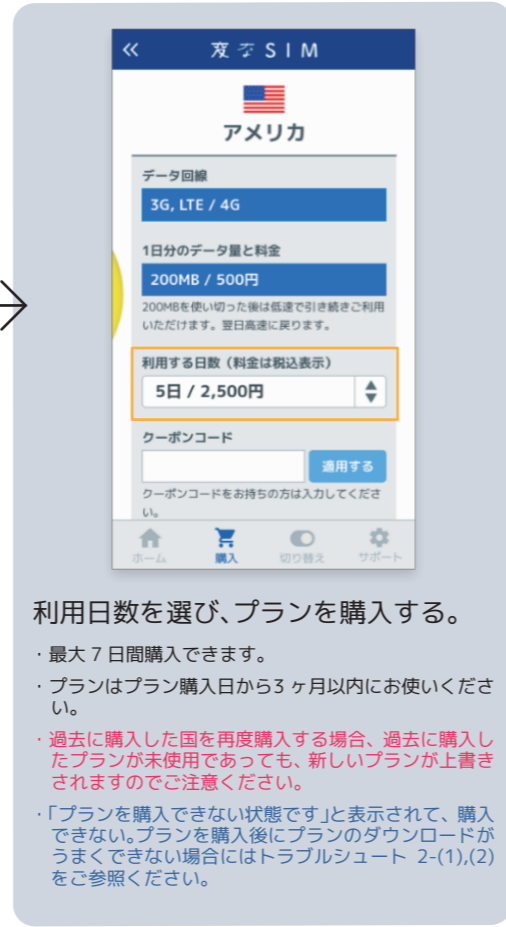 変なSIM
アメリカ
データ回線
3G, LTE / 4G
1日分のデータ量と料金
200MB / 500円
200MBを使い切った後は低速で引き続きご利用
いただけます。翌日高速に戻ります。
利用する日数（料金は税込表示）
5日 / 2,500円
クーポンコード
適用する
クーポンコードをお持ちの方は入力してくださ
い。
ホーム 購入 切り替え サポート
利用日数を選び、プランを購入する。
・最大 7 日間購入できます。
・プランはプラン購入日から3 ヶ月以内にお使いくださ
い。
・過去に購入した国を再度購入する場合、過去に購入し
たプランが未使用であっても、新しいプランが上書き
されますのでご注意ください。
・「プランを購入できない状態です」と表示されて、購入
できない。プランを購入後にプランのダウンロードが
うまくできない場合にはトラブルシュート 2-(1),(2)
をご参照ください。